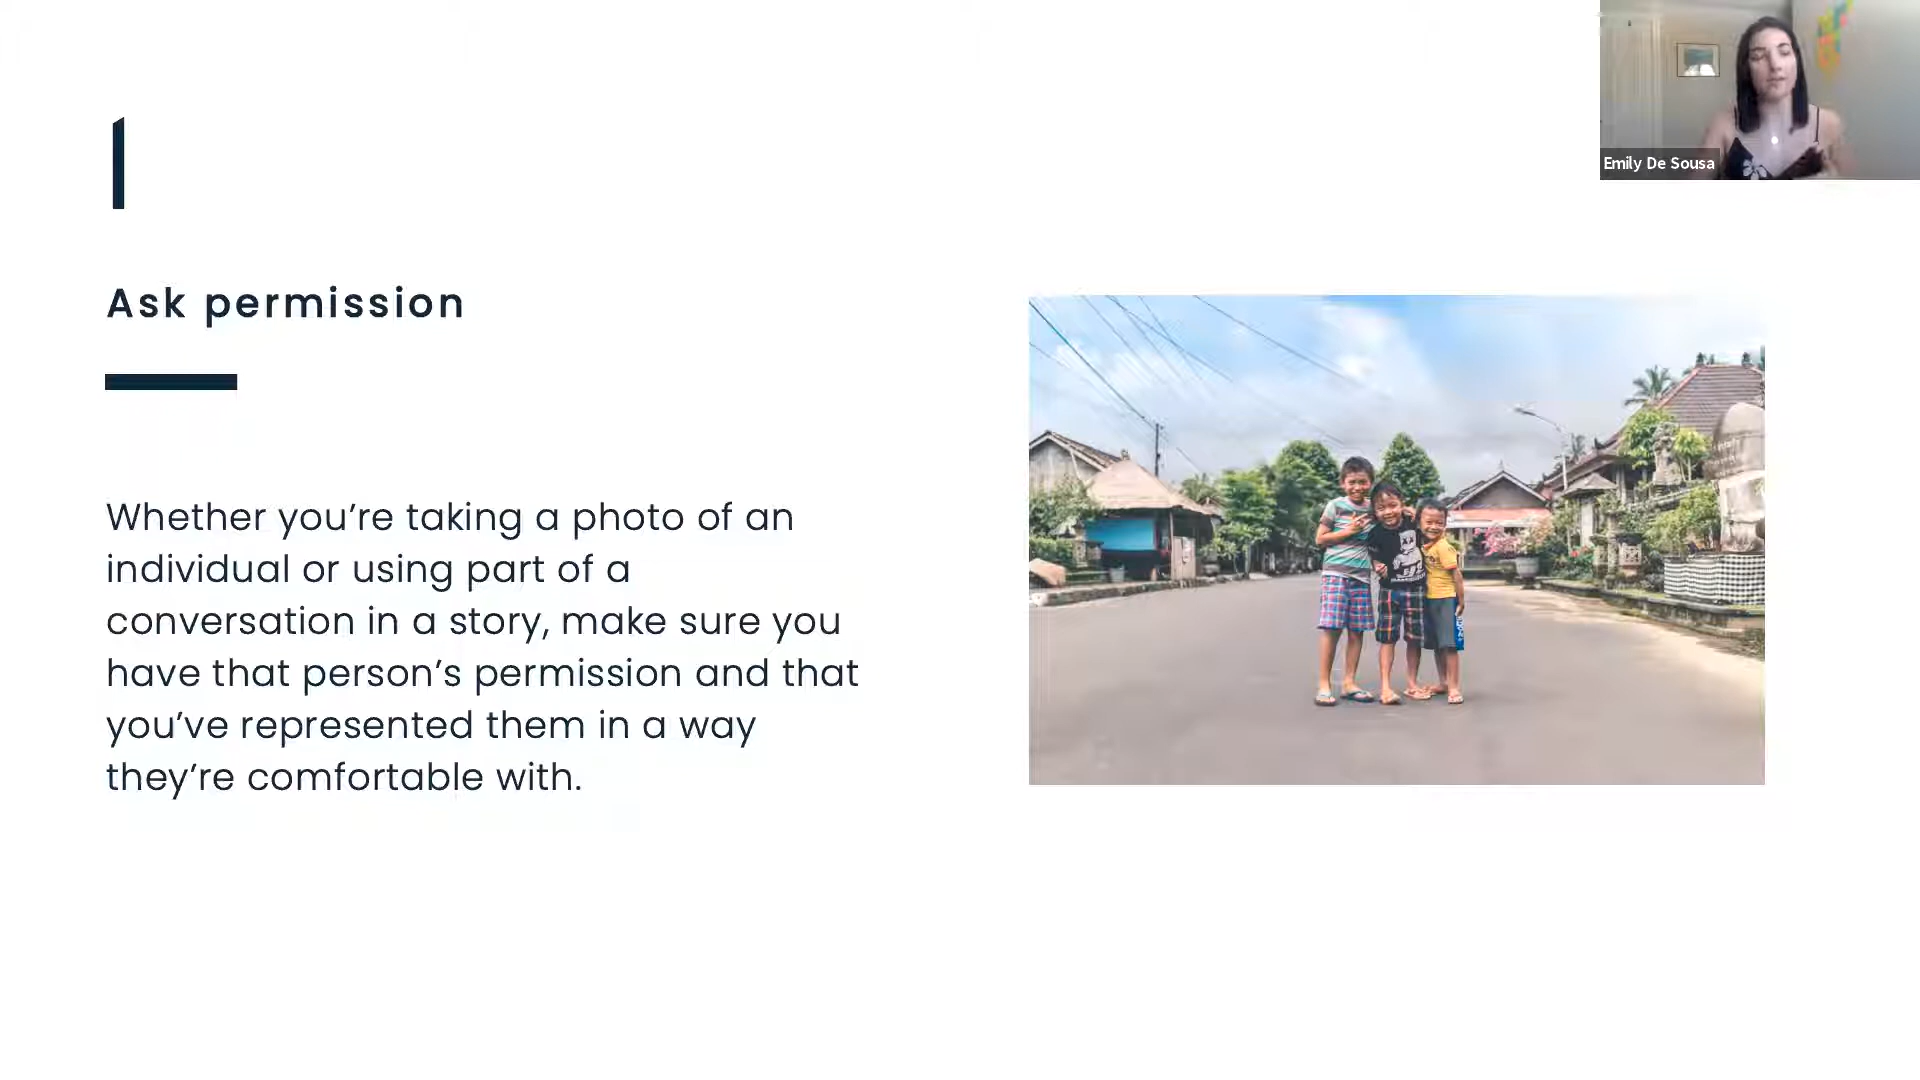 1
Ask permission
Whether you’re taking a photo of an
individual or using part of a
conversation in a story, make sure you
have that person’s permission and that
you’ve represented them in a way
they’re comfortable with.
Emily De Sousa